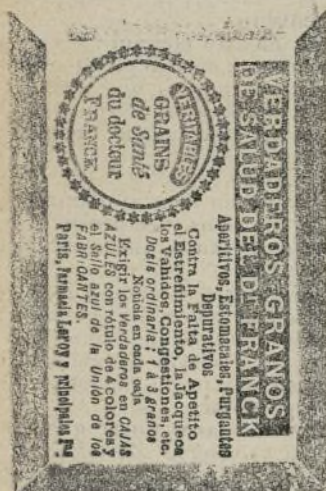 VERDADEROS GRANOS
DE SALUD DEL Dr FRANCK
VÉRITABLES
GRAINS
de Santé
du docteur
FRANCK
Aperitivos, Estomacales, Purgantes
Depurativos
Contra la Falta de Apetito
el Estreñimiento, la Jacqueca
los Vahidos, Congestiones, etc.
Dosis ordinaria: 1 á 3 granos
Noticia en cada caja
Exigir los Verdaderos en CAJAS
AZULES con rótulo de 4 colores y
el Sello azul de la Unión de los
FABRICANTES.
Paris, Farmacia Leroy y principales Fas.